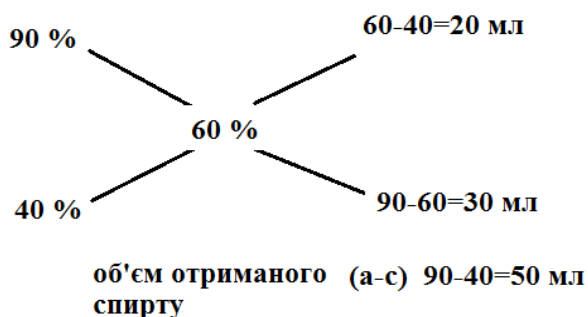 90 %
60-40=20 мл
60 %
40 %
90-60=30 мл
об'єм отриманого (а-с) 90-40=50 мл
спирту